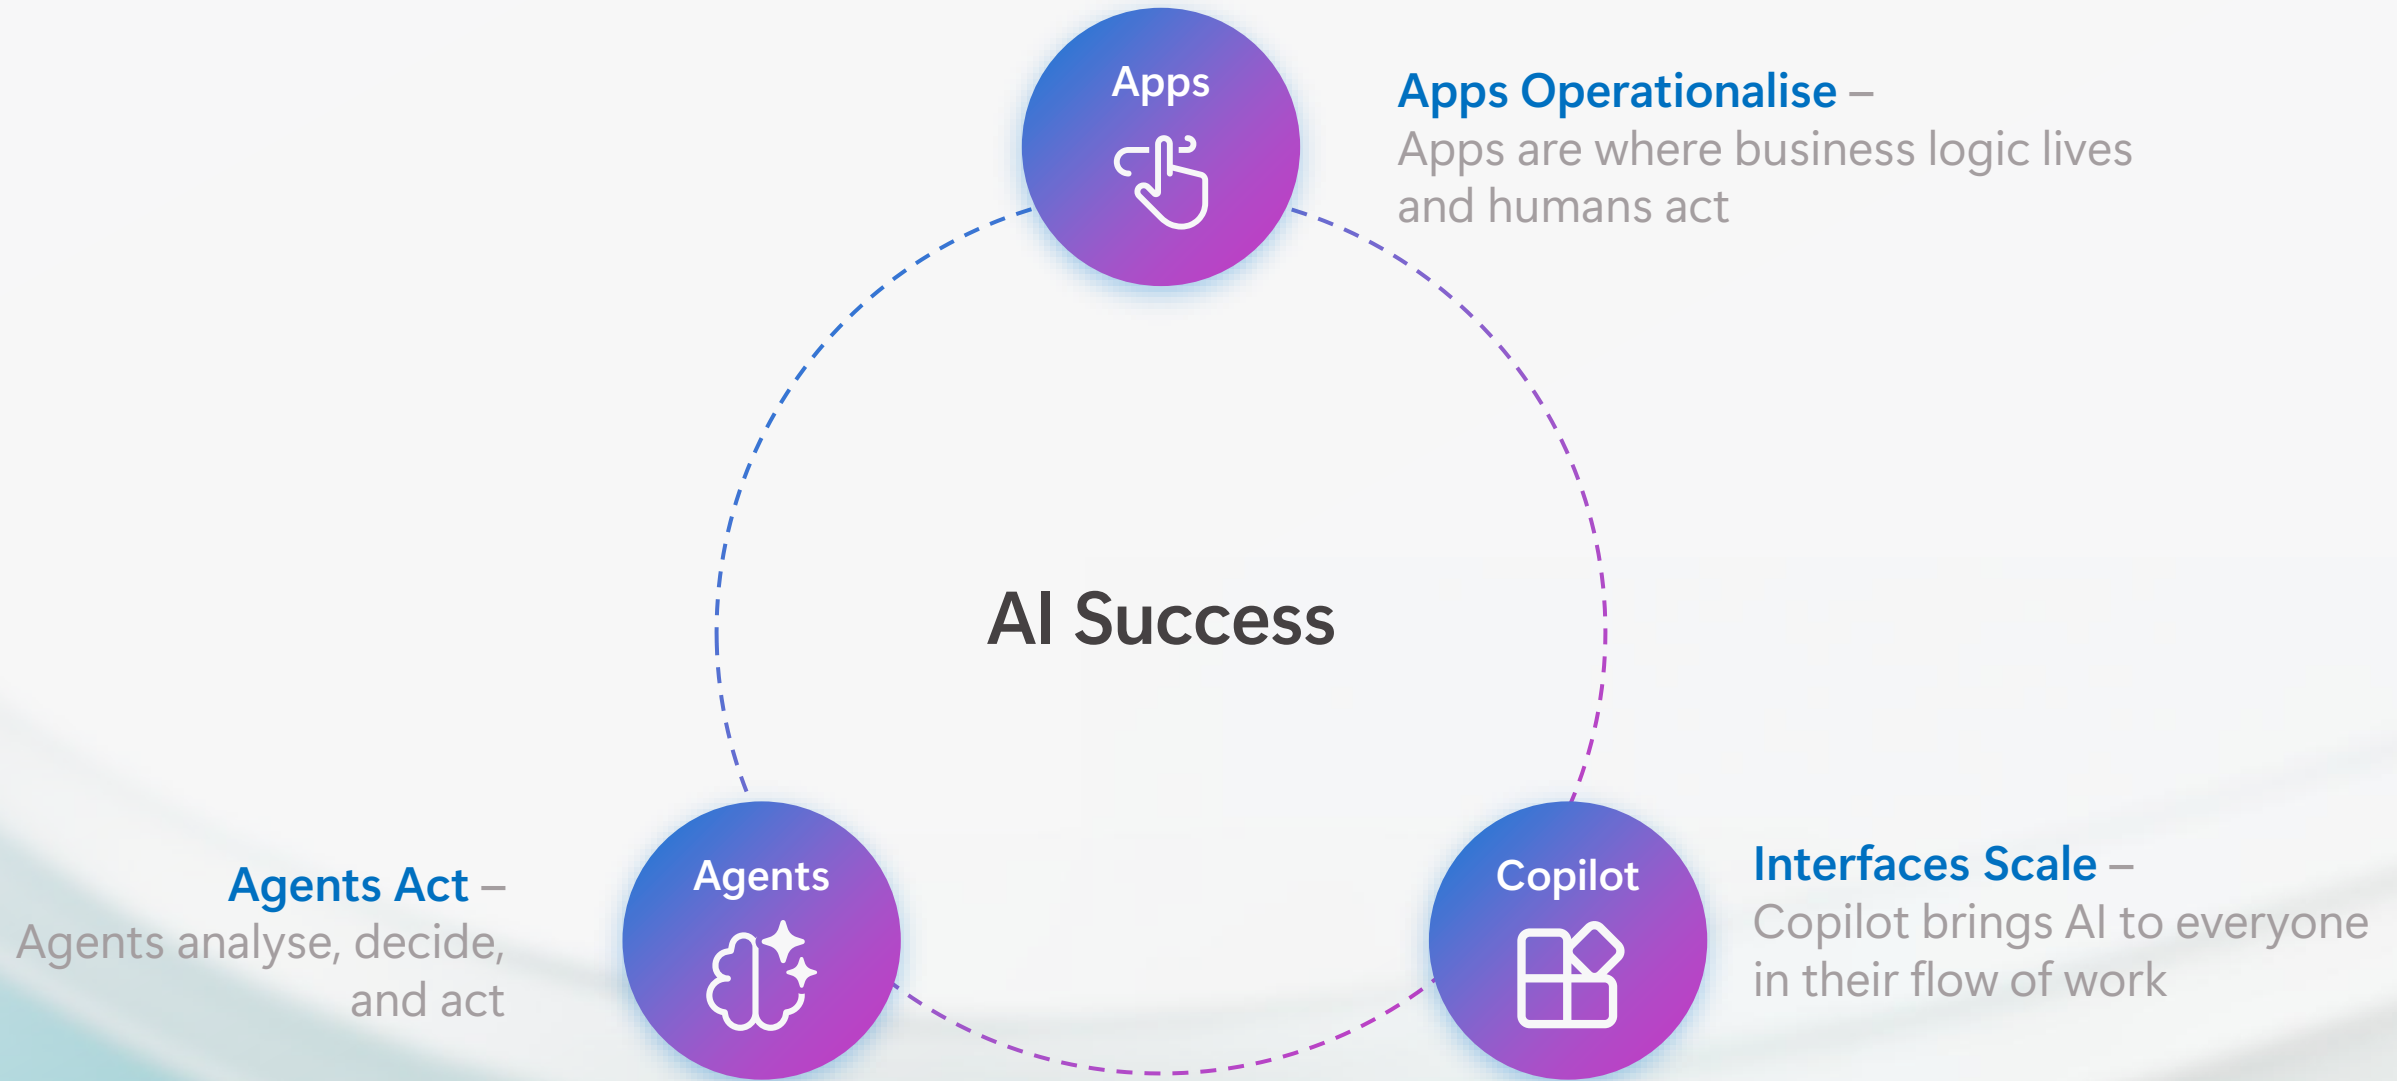 Apps
Apps Operationalise –
Apps are where business logic lives
and humans act
AI Success
Agents Act –
Agents analyse, decide,
and act
Agents
Copilot
Interfaces Scale –
Copilot brings AI to everyone
in their flow of work